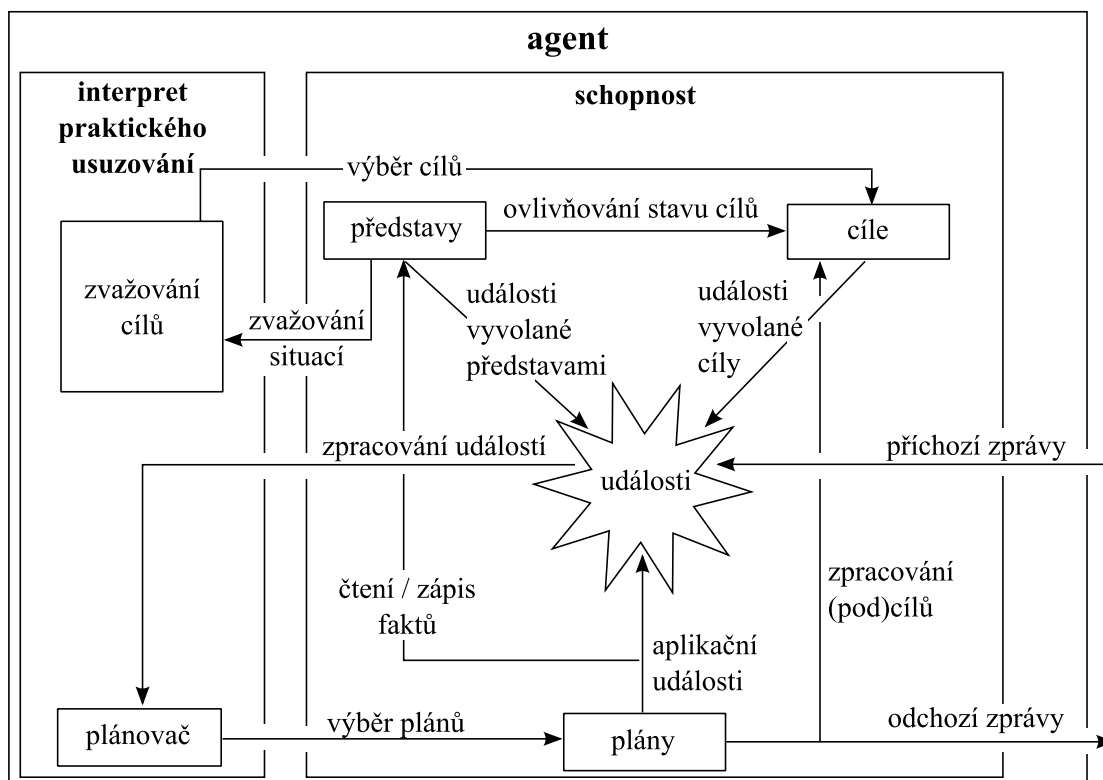 agent
interpret
praktického
usuzování
schopnost
výběr cílů
představy
ovlivňování stavu cílů
cíle
zvažování
cílů
zvažování
situací
události
vyvolané
představami
události
vyvolané
cíly
zpracování událostí
události
příchozí zprávy
čtení / zápis
faktů
aplikační
události
zpracování
(pod)cílů
plánovač
výběr plánů
plány
odchozí zprávy